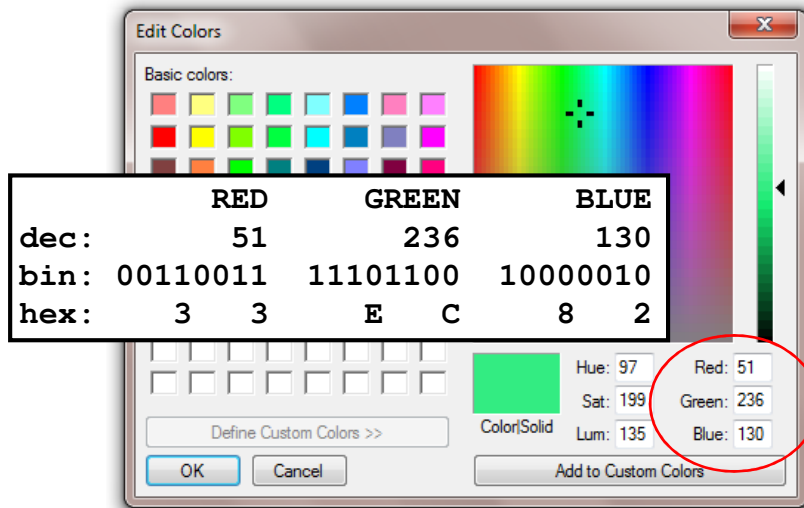 Edit Colors
x
Basic colors:
RED GREEN BLUE
dec: 51 236 130
bin: 00110011 11101100 10000010
hex: 3 3 E C 8 2
Hue: 97 Red: 51
Sat: 199 Green: 236
Color|Solid Lum: 135 Blue: 130
Define Custom Colors >>
OK Cancel Add to Custom Colors